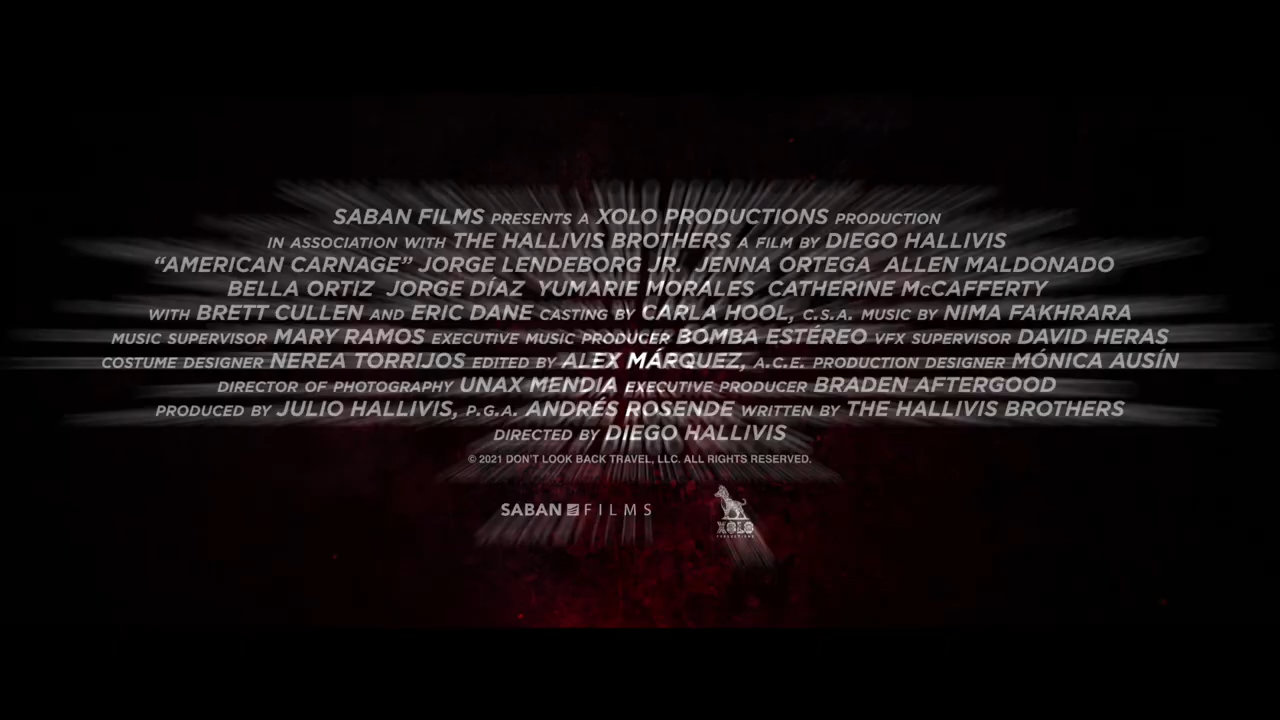 SABAN FILMS PRESENTS A XOLO PRODUCTIONS PRODUCTION
IN ASSOCIATION WITH THE HALLIVIS BROTHERS A FILM BY DIEGO HALLIVIS
“AMERICAN CARNAGE” JORGE LENDEBORG JR. JENNA ORTEGA ALLEN MALDONADO
BELLA ORTIZ JORGE DÍAZ YUMARIE MORALES CATHERINE McCAFFERTY
WITH BRETT CULLEN AND ERIC DANE CASTING BY CARLA HOOL, C.S.A. MUSIC BY NIMA FAKHRARA
MUSIC SUPERVISOR MARY RAMOS EXECUTIVE MUSIC PRODUCER BOMBA ESTÉREO VFX SUPERVISOR DAVID HERAS
COSTUME DESIGNER NEREA TORRIJOS EDITED BY ALEX MÁRQUEZ, A.C.E. PRODUCTION DESIGNER MÓNICA AUSÍN
DIRECTOR OF PHOTOGRAPHY UNAX MENDIA EXECUTIVE PRODUCER BRADEN AFTERGOOD
PRODUCED BY JULIO HALLIVIS, P.G.A. ANDRÉS ROSENDE WRITTEN BY THE HALLIVIS BROTHERS
DIRECTED BY DIEGO HALLIVIS
© 2021 DON'T LOOK BACK TRAVEL, LLC. ALL RIGHTS RESERVED.
SABAN FILMS
XOLO
PRODUCTIONS